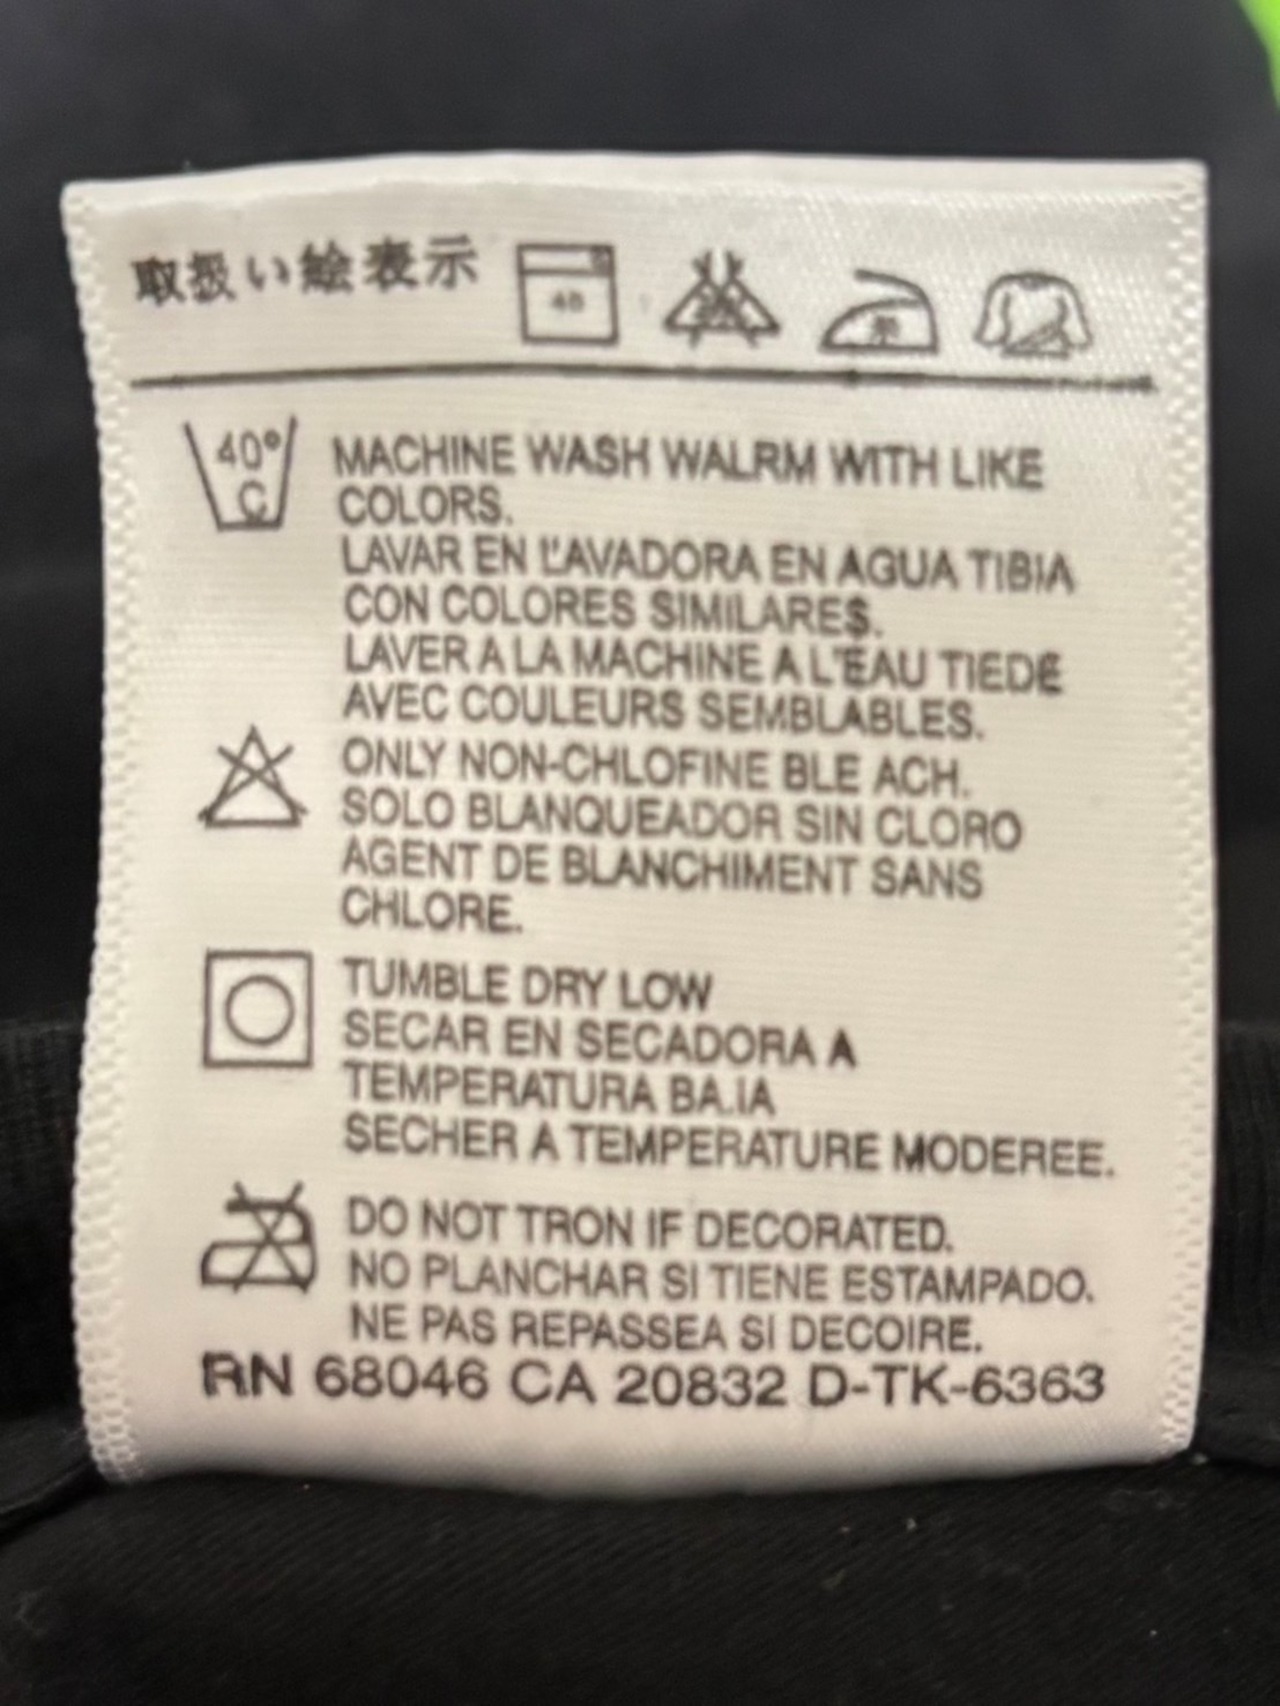 取扱い絵表示
40
40° C
MACHINE WASH WALRM WITH LIKE
COLORS.
LAVAR EN L'AVADORA EN AGUA TIBIA
CON COLORES SIMILARES.
LAVER A LA MACHINE A L'EAU TIEDE
AVEC COULEURS SEMBLABLES.
ONLY NON-CHLOFINE BLE ACH.
SOLO BLANQUEADOR SIN CLORO
AGENT DE BLANCHIMENT SANS
CHLORE.
TUMBLE DRY LOW
SECAR EN SECADORA A
TEMPERATURA BA.IA
SECHER A TEMPERATURE MODEREE.
DO NOT TRON IF DECORATED.
NO PLANCHAR SI TIENE ESTAMPADO.
NE PAS REPASSEA SI DECOIRE.
RN 68046 CA 20832 D-TK-6363